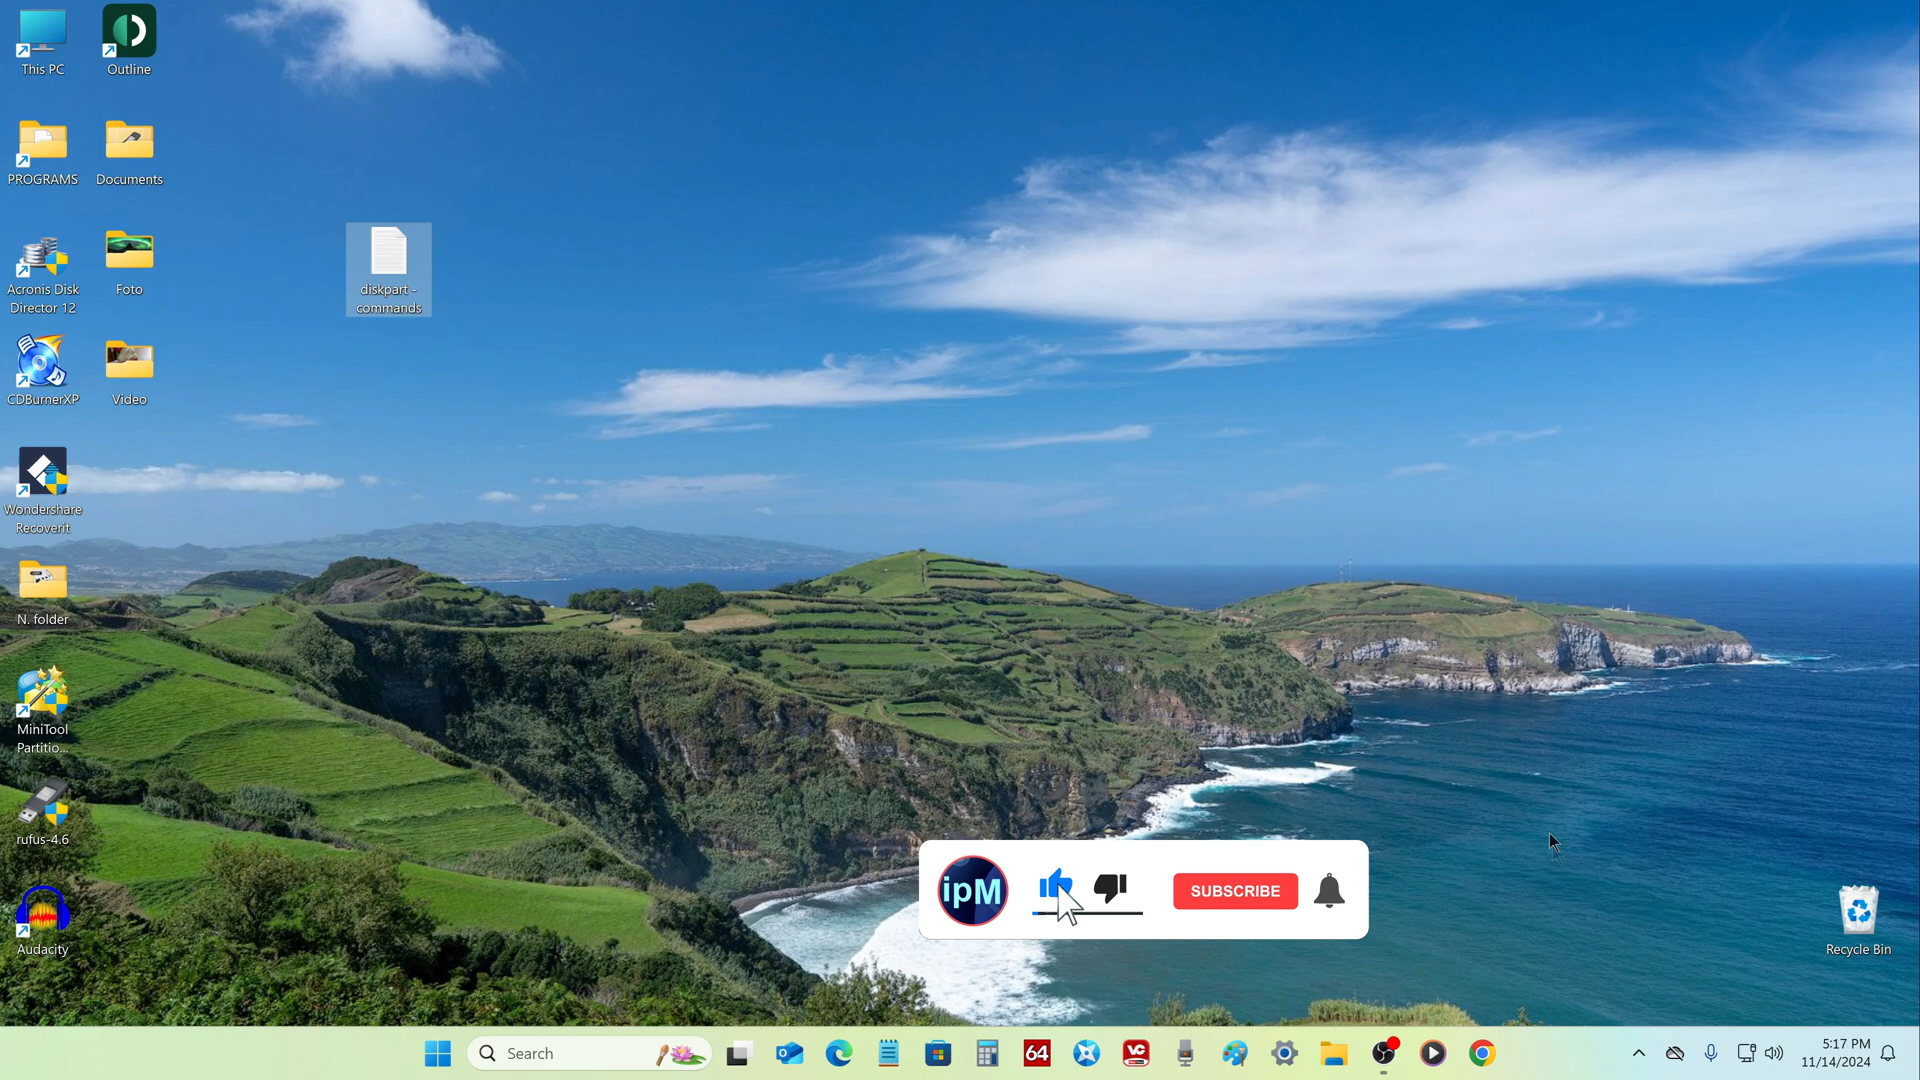 This PC
Outline
PROGRAMS
Documents
diskpart -
commands
Acronis Disk
Director 12
Foto
CDBurnerXP
Video
Wondershare
Recoverit
N. folder
MiniTool
Partitio...
rufus-4.6
Audacity
ipM
SUBSCRIBE
Recycle Bin
Search
64
VC
5:17 PM
11/14/2024